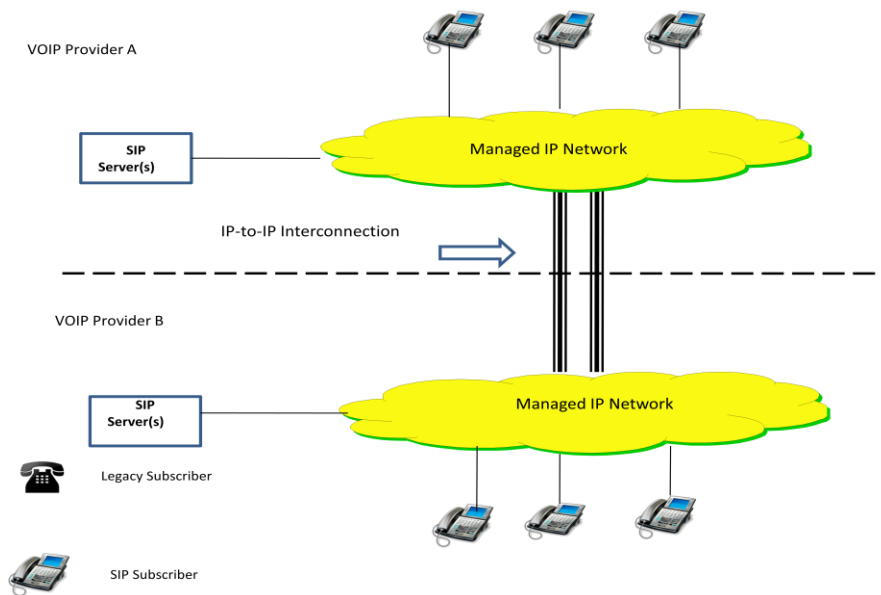 VOIP Provider A
SIP
Server(s)
Managed IP Network
IP-to-IP Interconnection
VOIP Provider B
SIP
Server(s)
Managed IP Network
Legacy Subscriber
SIP Subscriber